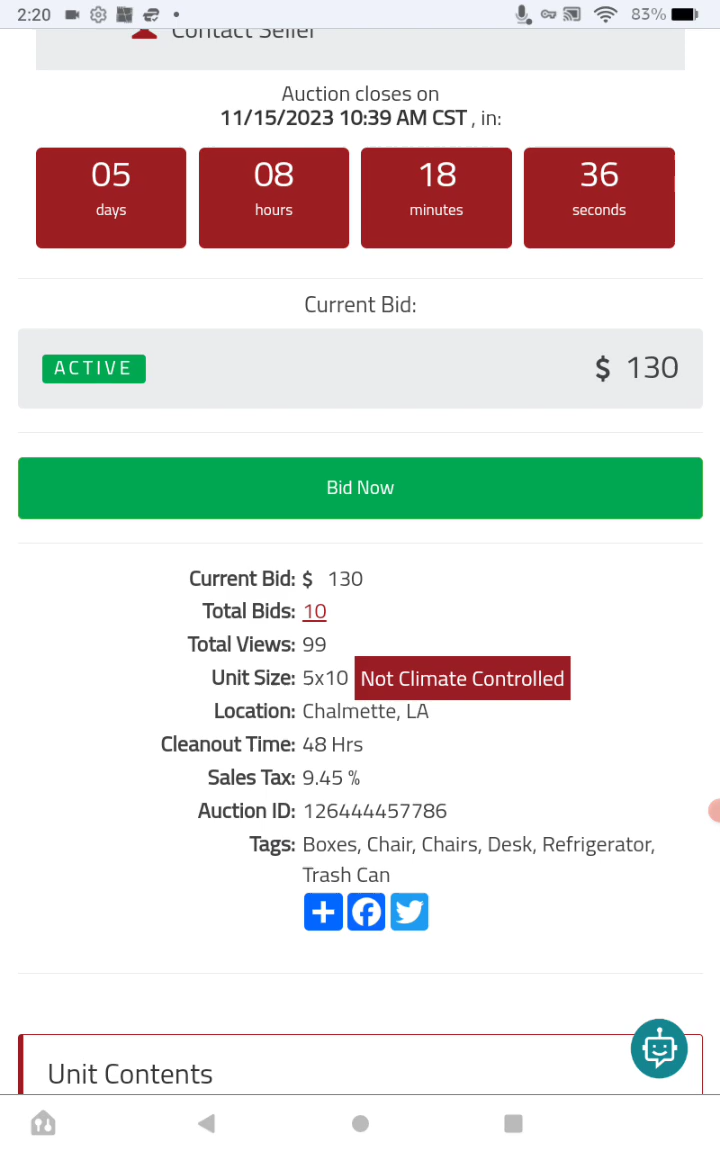 2:20
83%
Contact Seller
Auction closes on
11/15/2023 10:39 AM CST , in:
05 08 18 36
days hours minutes seconds
Current Bid:
ACTIVE $ 130
Bid Now
Current Bid: $ 130
Total Bids: 10
Total Views: 99
Unit Size: 5x10 Not Climate Controlled
Location: Chalmette, LA
Cleanout Time: 48 Hrs
Sales Tax: 9.45 %
Auction ID: 126444457786
Tags: Boxes, Chair, Chairs, Desk, Refrigerator,
Trash Can
Unit Contents